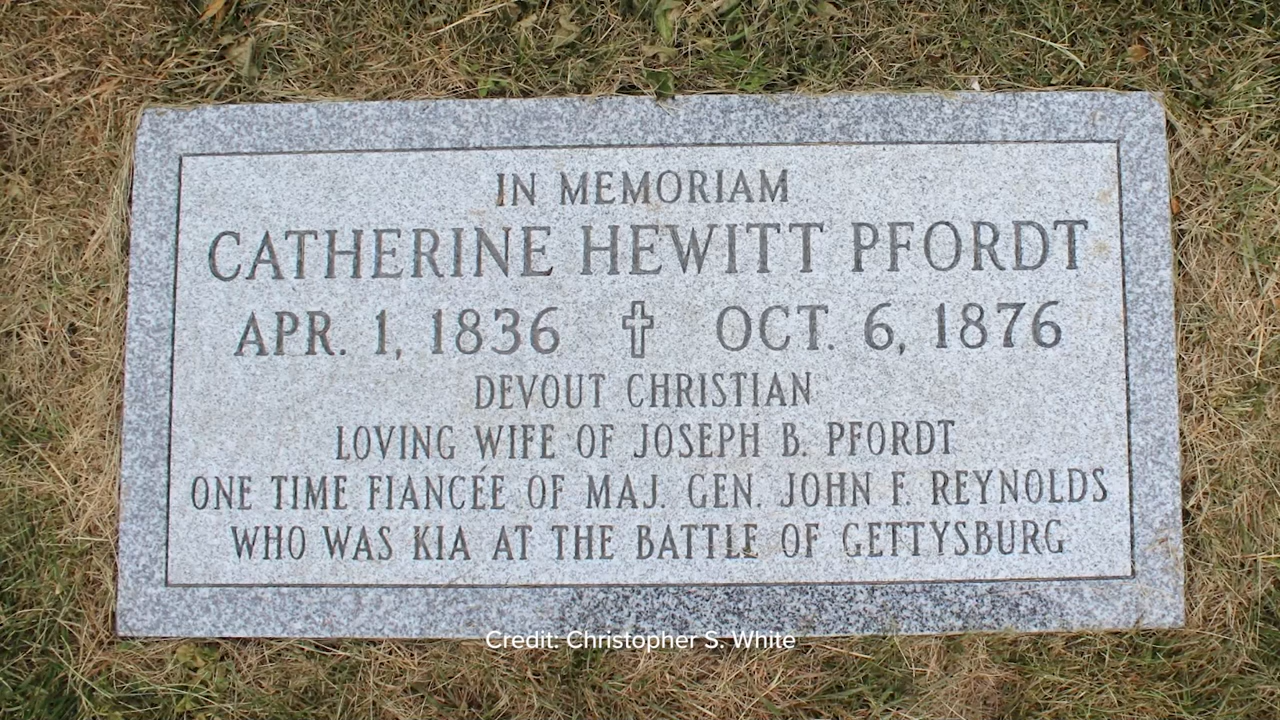 IN MEMORIAM
CATHERINE HEWITT PFORDT
APR. 1, 1836 ✝ OCT. 6, 1876
DEVOUT CHRISTIAN
LOVING WIFE OF JOSEPH B. PFORDT
ONE TIME FIANCÉE OF MAJ. GEN. JOHN F. REYNOLDS
WHO WAS KIA AT THE BATTLE OF GETTYSBURG
Credit: Christopher S. White